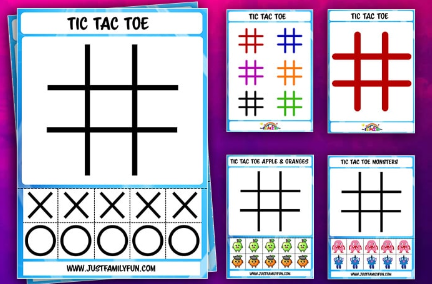 TIC TAC TOE
X X X X X
O O O O O
WWW.JUSTFAMILYFUN.COM
TIC TAC TOE
TIC TAC TOE
TIC TAC TOE APPLE & ORANGES
WWW.JUSTFAMILYFUN.COM
TIC TAC TOE MONSTERS
WWW.JUSTFAMILYFUN.COM